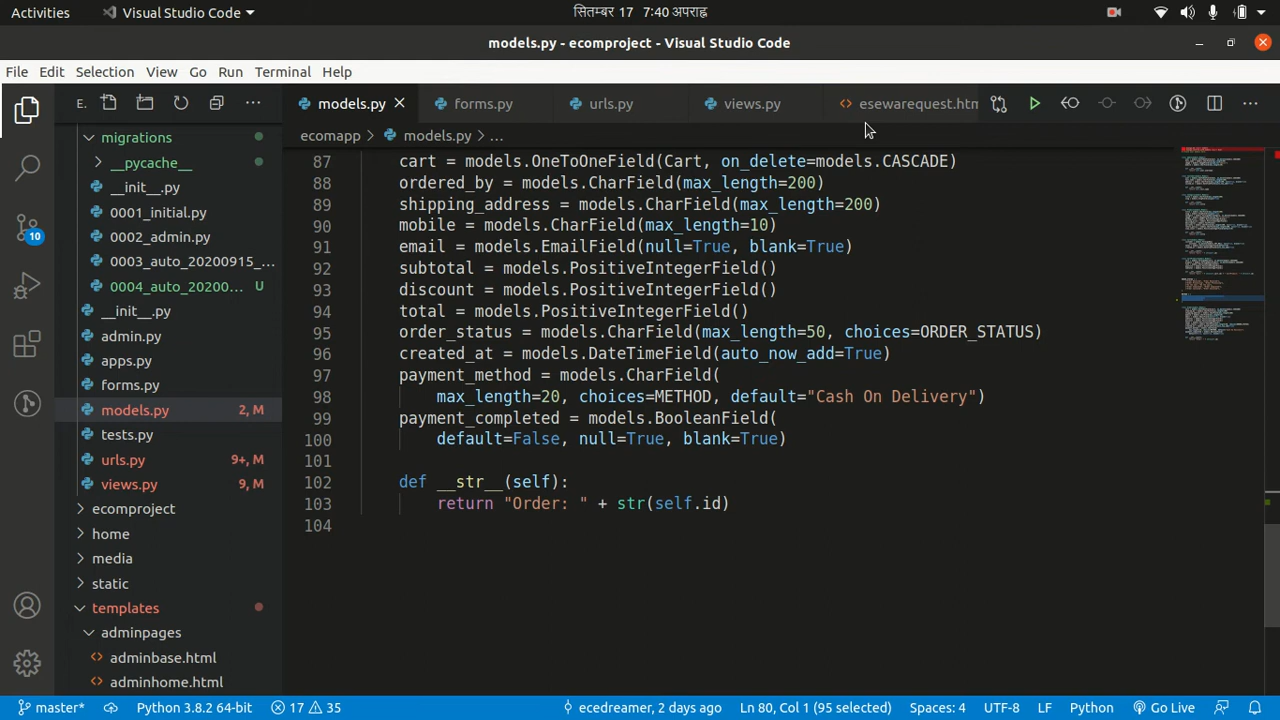 Activities
Visual Studio Code
सितम्बर 17 7:40 अपराह्न
models.py - ecomproject - Visual Studio Code
File Edit Selection View Go Run Terminal Help
E.
models.py
forms.py
urls.py
views.py
esewarequest.htm
ecomapp > models.py > ...
migrations
__pycache__
__init__.py
0001_initial.py
0002_admin.py
0003_auto_20200915_...
0004_auto_20200... U
__init__.py
admin.py
apps.py
forms.py
models.py 2, M
tests.py
urls.py 9+, M
views.py 9, M
ecomproject
home
media
static
templates
adminpages
adminbase.html
adminhome.html
10
87 cart = models.OneToOneField(Cart, on_delete=models.CASCADE)
88 ordered_by = models.CharField(max_length=200)
89 shipping_address = models.CharField(max_length=200)
90 mobile = models.CharField(max_length=10)
91 email = models.EmailField(null=True, blank=True)
92 subtotal = models.PositiveIntegerField()
93 discount = models.PositiveIntegerField()
94 total = models.PositiveIntegerField()
95 order_status = models.CharField(max_length=50, choices=ORDER_STATUS)
96 created_at = models.DateTimeField(auto_now_add=True)
97 payment_method = models.CharField(
98 max_length=20, choices=METHOD, default="Cash On Delivery")
99 payment_completed = models.BooleanField(
100 default=False, null=True, blank=True)
101
102 def __str__(self):
103 return "Order: " + str(self.id)
104
master* Python 3.8.2 64-bit 17 35 ecedreamer, 2 days ago Ln 80, Col 1 (95 selected) Spaces: 4 UTF-8 LF Python Go Live